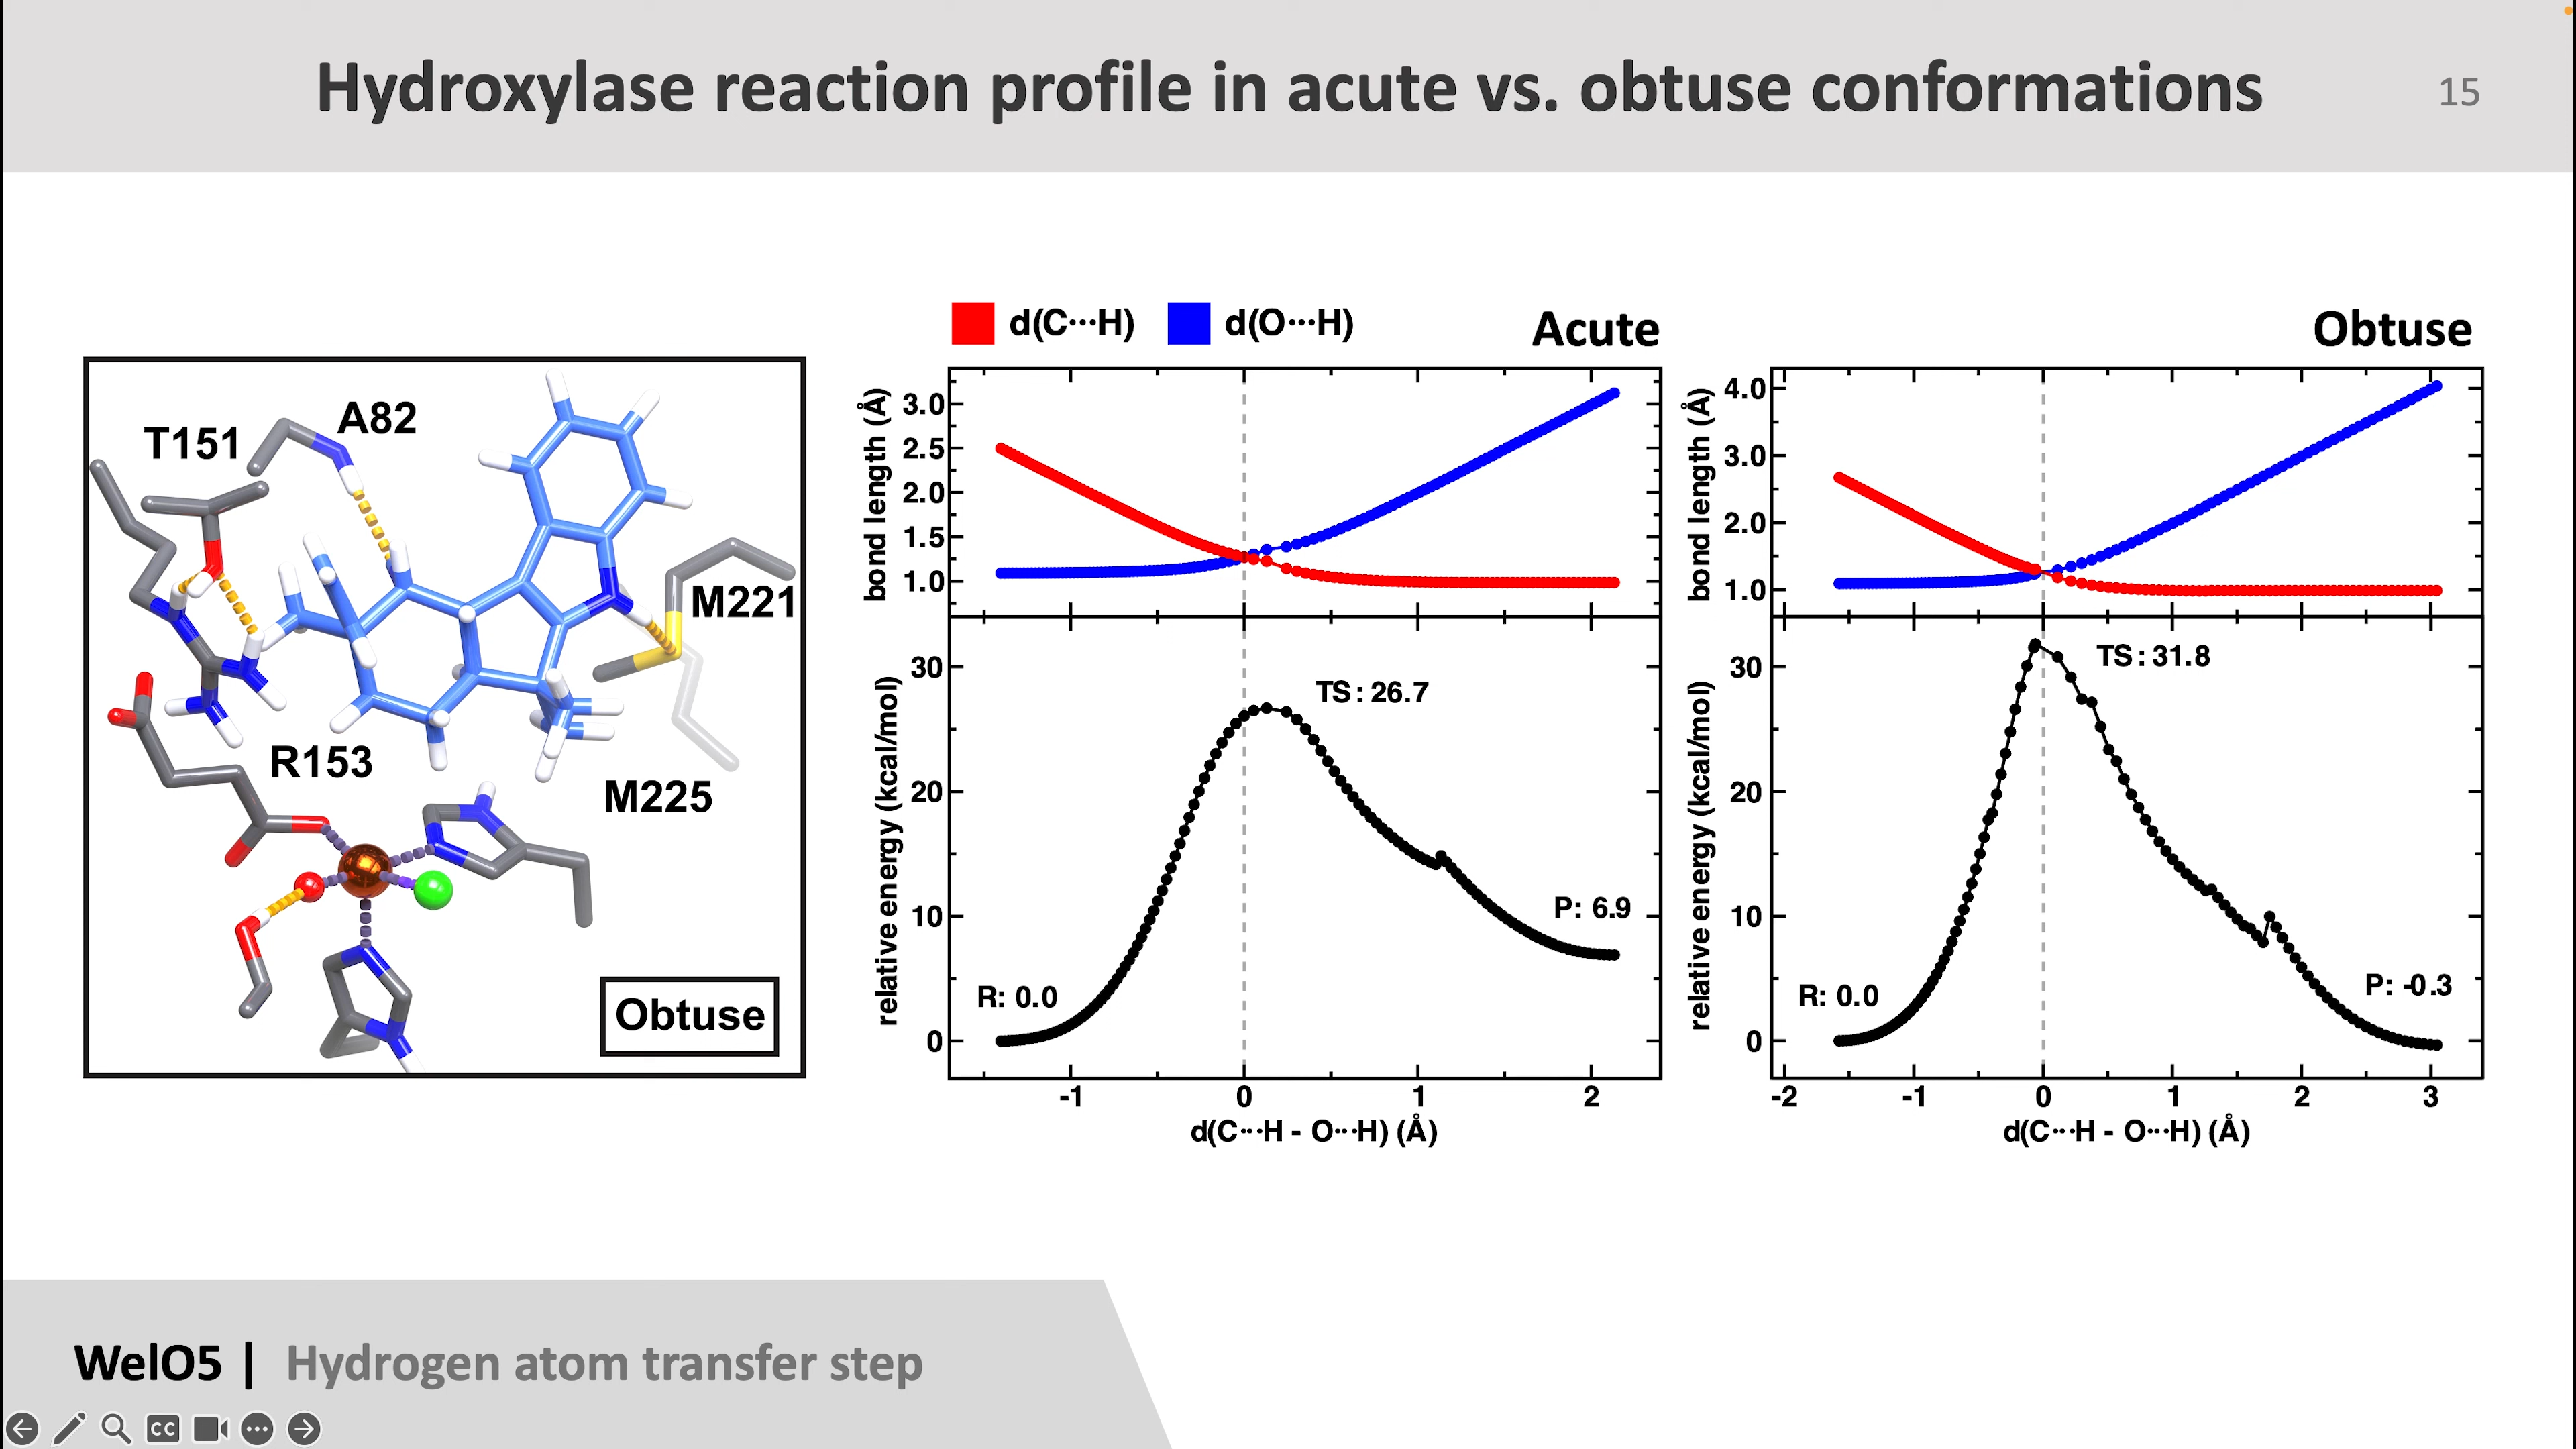 Hydroxylase reaction profile in acute vs. obtuse conformations
15
T151
A82
M221
R153
M225
Obtuse
d(C···H) d(O···H) Acute
bond length (Å)
3.0
2.5
2.0
1.5
1.0
relative energy (kcal/mol)
30
20
10
0
TS: 26.7
P: 6.9
R: 0.0
-1 0 1 2
d(C···H - O···H) (Å)
Obtuse
bond length (Å)
4.0
3.0
2.0
1.0
relative energy (kcal/mol)
30
20
10
0
TS: 31.8
P: -0.3
R: 0.0
-2 -1 0 1 2 3
d(C···H - O···H) (Å)
WelO5 | Hydrogen atom transfer step
CC